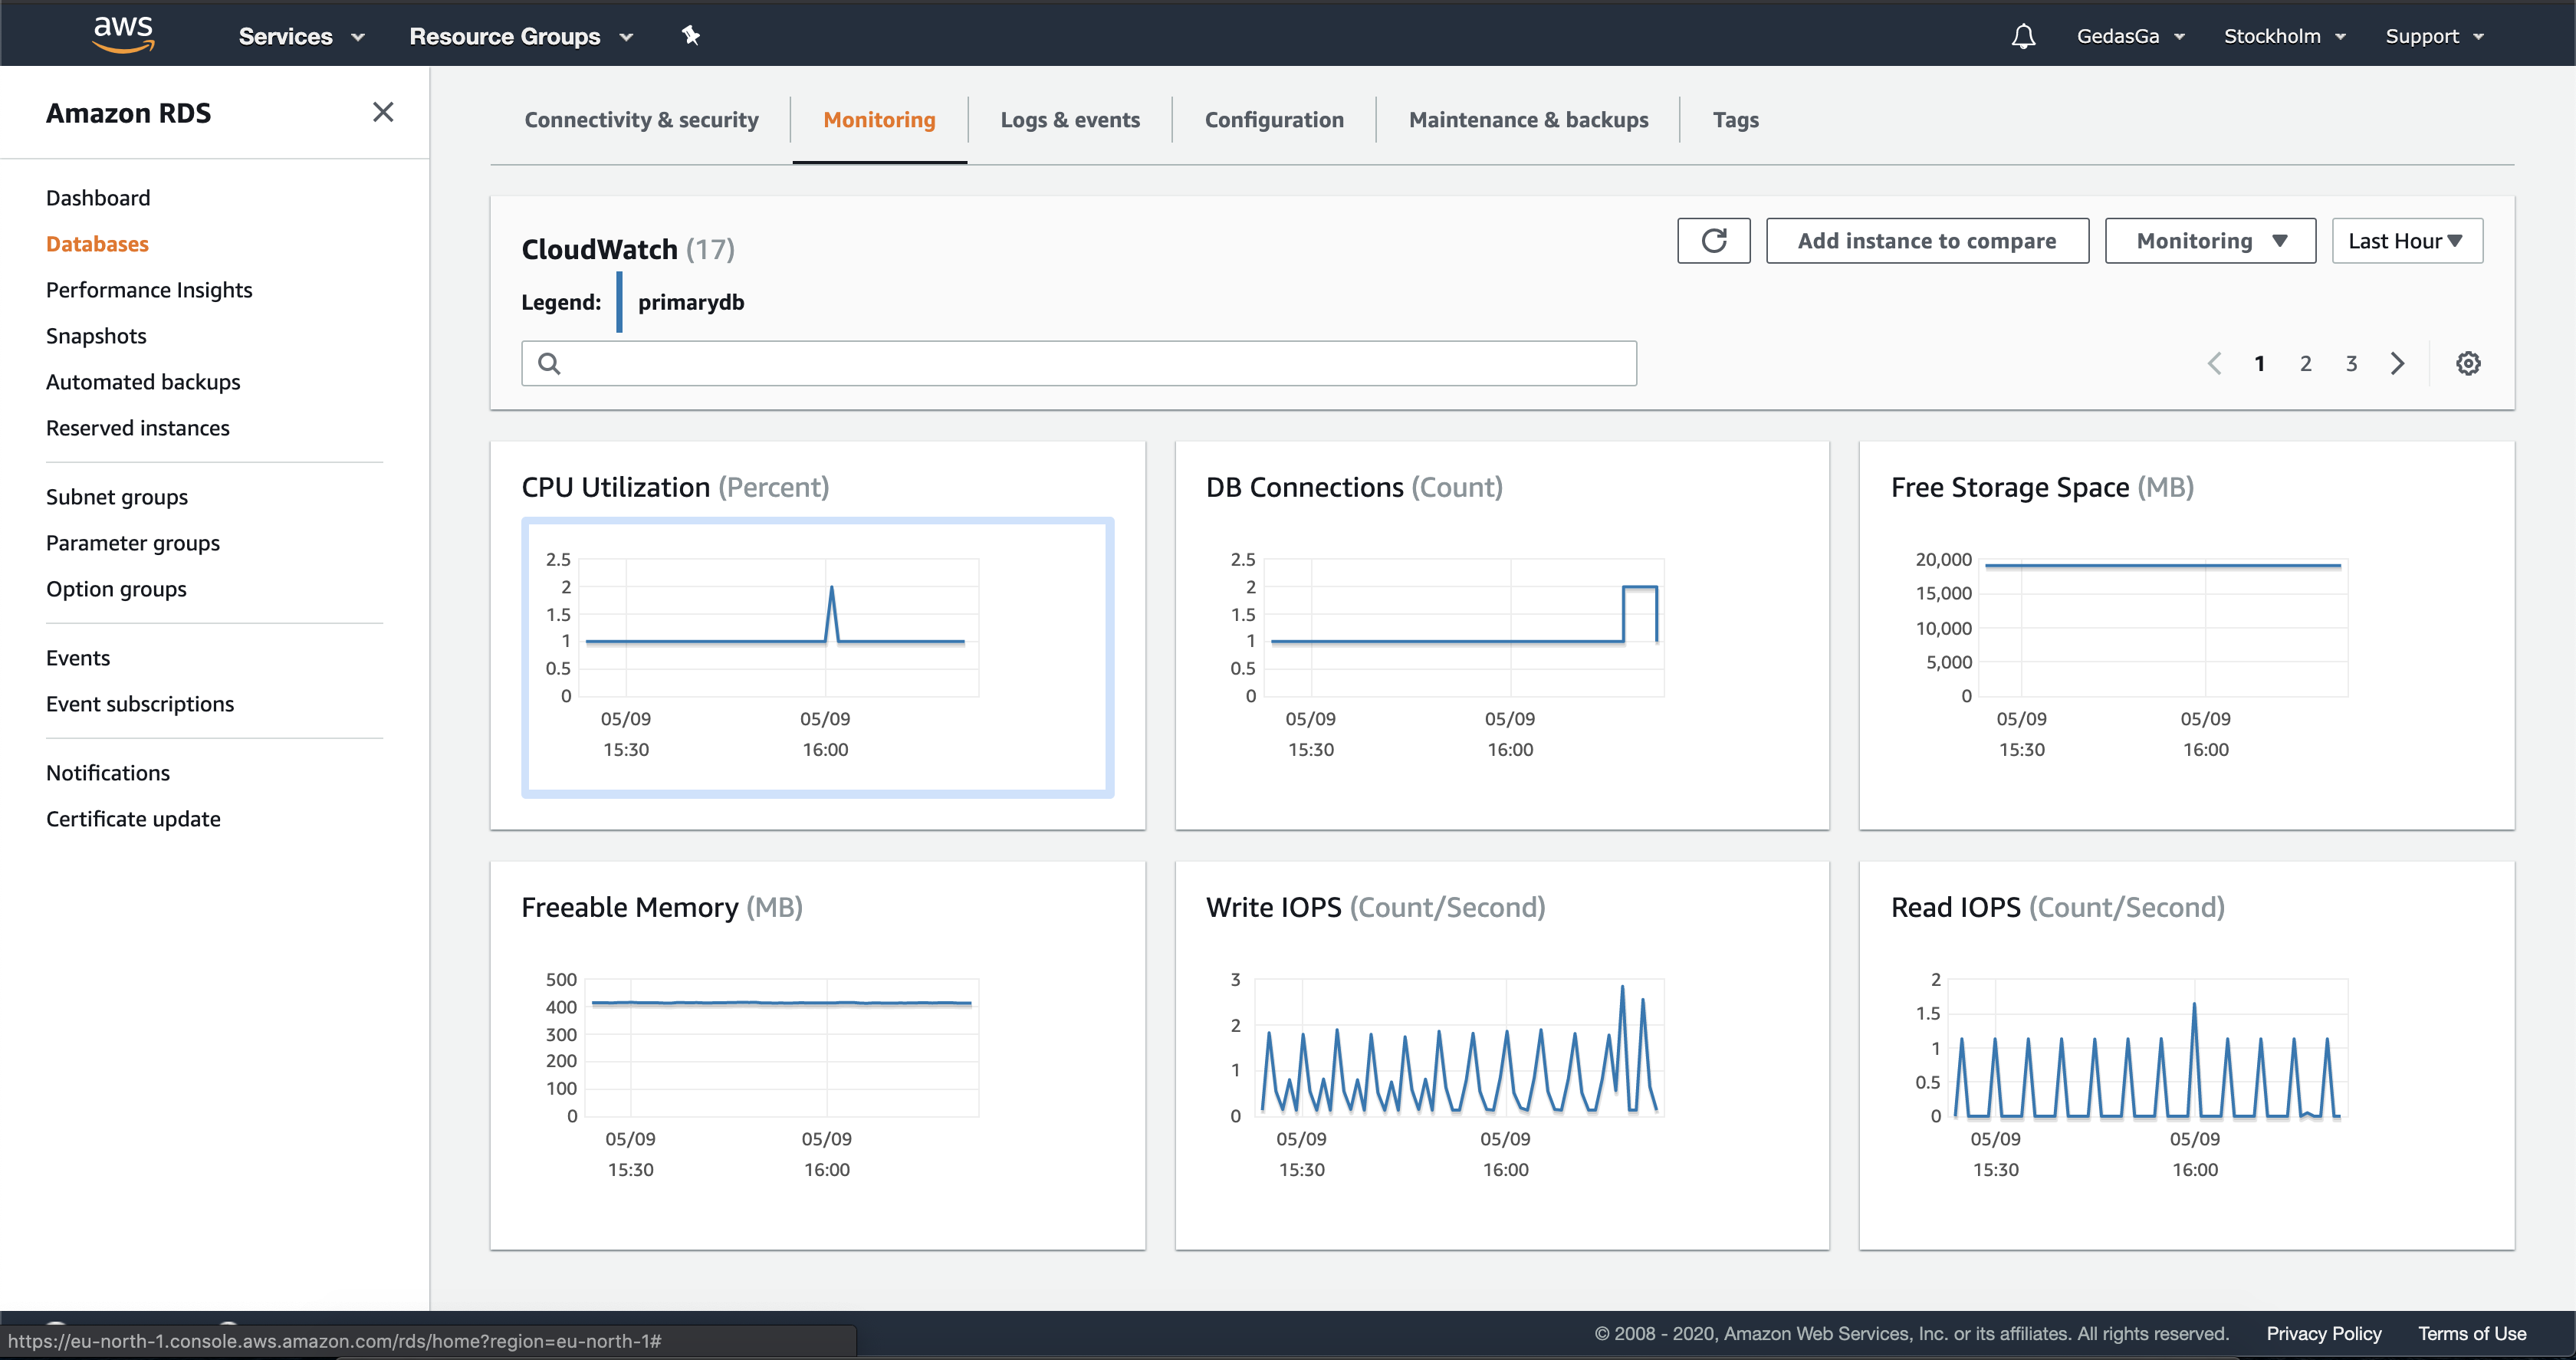 aws
Services
Resource Groups
GedasGa
Stockholm
Support
Amazon RDS
Dashboard
Databases
Performance Insights
Snapshots
Automated backups
Reserved instances
Subnet groups
Parameter groups
Option groups
Events
Event subscriptions
Notifications
Certificate update
Connectivity & security
Monitoring
Logs & events
Configuration
Maintenance & backups
Tags
CloudWatch (17)
Add instance to compare
Monitoring
Last Hour
Legend: primarydb
1 2 3
CPU Utilization (Percent)
2.5
2
1.5
1
0.5
0
05/09 05/09
15:30 16:00
DB Connections (Count)
2.5
2
1.5
1
0.5
0
05/09 05/09
15:30 16:00
Free Storage Space (MB)
20,000
15,000
10,000
5,000
0
05/09 05/09
15:30 16:00
Freeable Memory (MB)
500
400
300
200
100
0
05/09 05/09
15:30 16:00
Write IOPS (Count/Second)
3
2
1
0
05/09 05/09
15:30 16:00
Read IOPS (Count/Second)
2
1.5
1
0.5
0
05/09 05/09
15:30 16:00
https://eu-north-1.console.aws.amazon.com/rds/home?region=eu-north-1#
© 2008 - 2020, Amazon Web Services, Inc. or its affiliates. All rights reserved. Privacy Policy Terms of Use